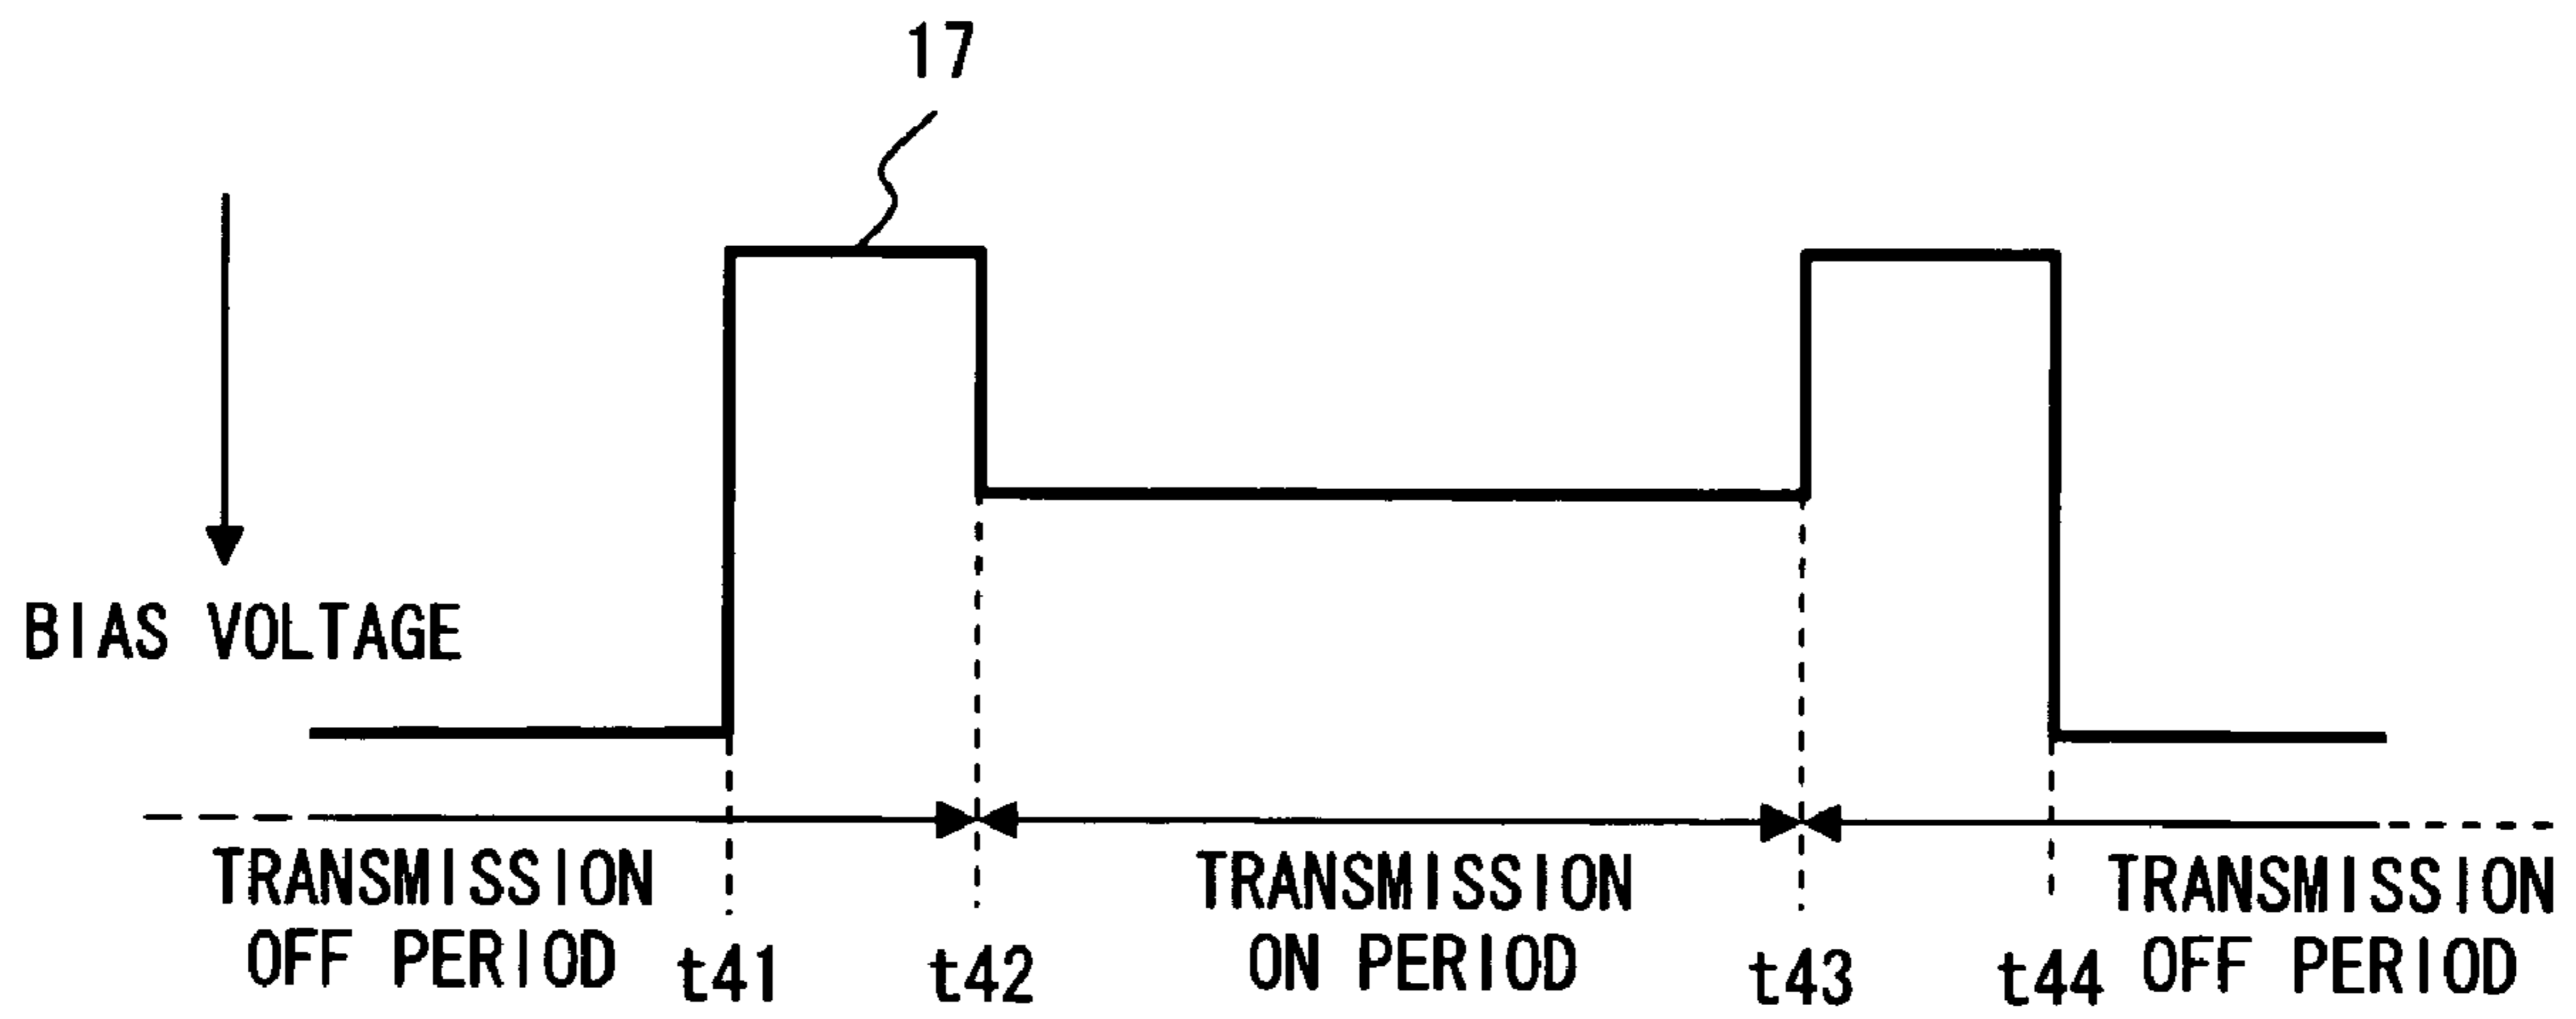 17
BIAS VOLTAGE
TRANSMISSION
OFF PERIOD
t41
t42
TRANSMISSION
ON PERIOD
t43
t44
TRANSMISSION
OFF PERIOD